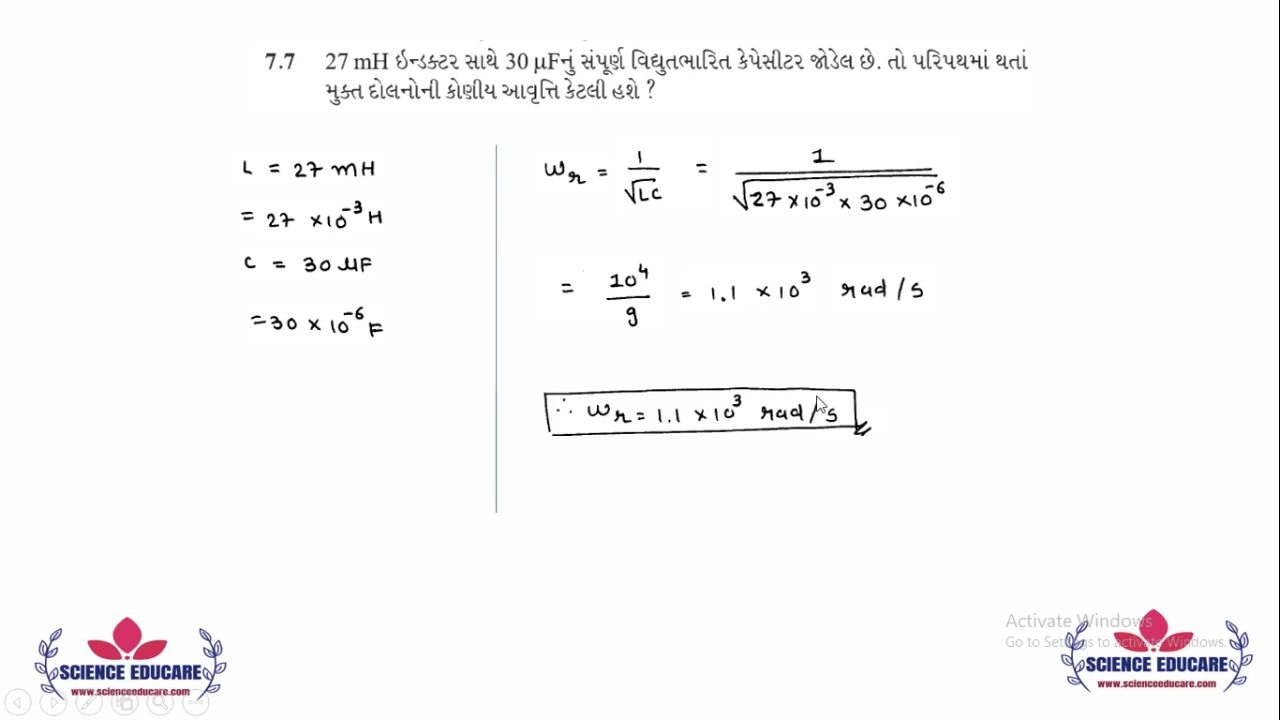 7.7 27 mH ઇન્ડક્ટર સાથે 30 μFનું સંપૂર્ણ વિદ્યુતભારિત કેપેસીટર જોડેલ છે. તો પરિપથમાં થતાં
મુક્ત દોલનોની કોણીય આવૃત્તિ કેટલી હશે ?
L = 27 mH
= 27 ×10⁻³ H
C = 30 μF
= 30 × 10⁻⁶ F
ωr = 1/√LC = 1/√27 × 10⁻³ × 30 × 10⁻⁶
= 10⁴/9 = 1.1 × 10³ rad/s
∴ ωr = 1.1 × 10³ rad/s
Activate Windows
Go to Settings to activate Windows.
SCIENCE EDUCARE
www.scienceeducare.com
SCIENCE EDUCARE
www.scienceeducare.com